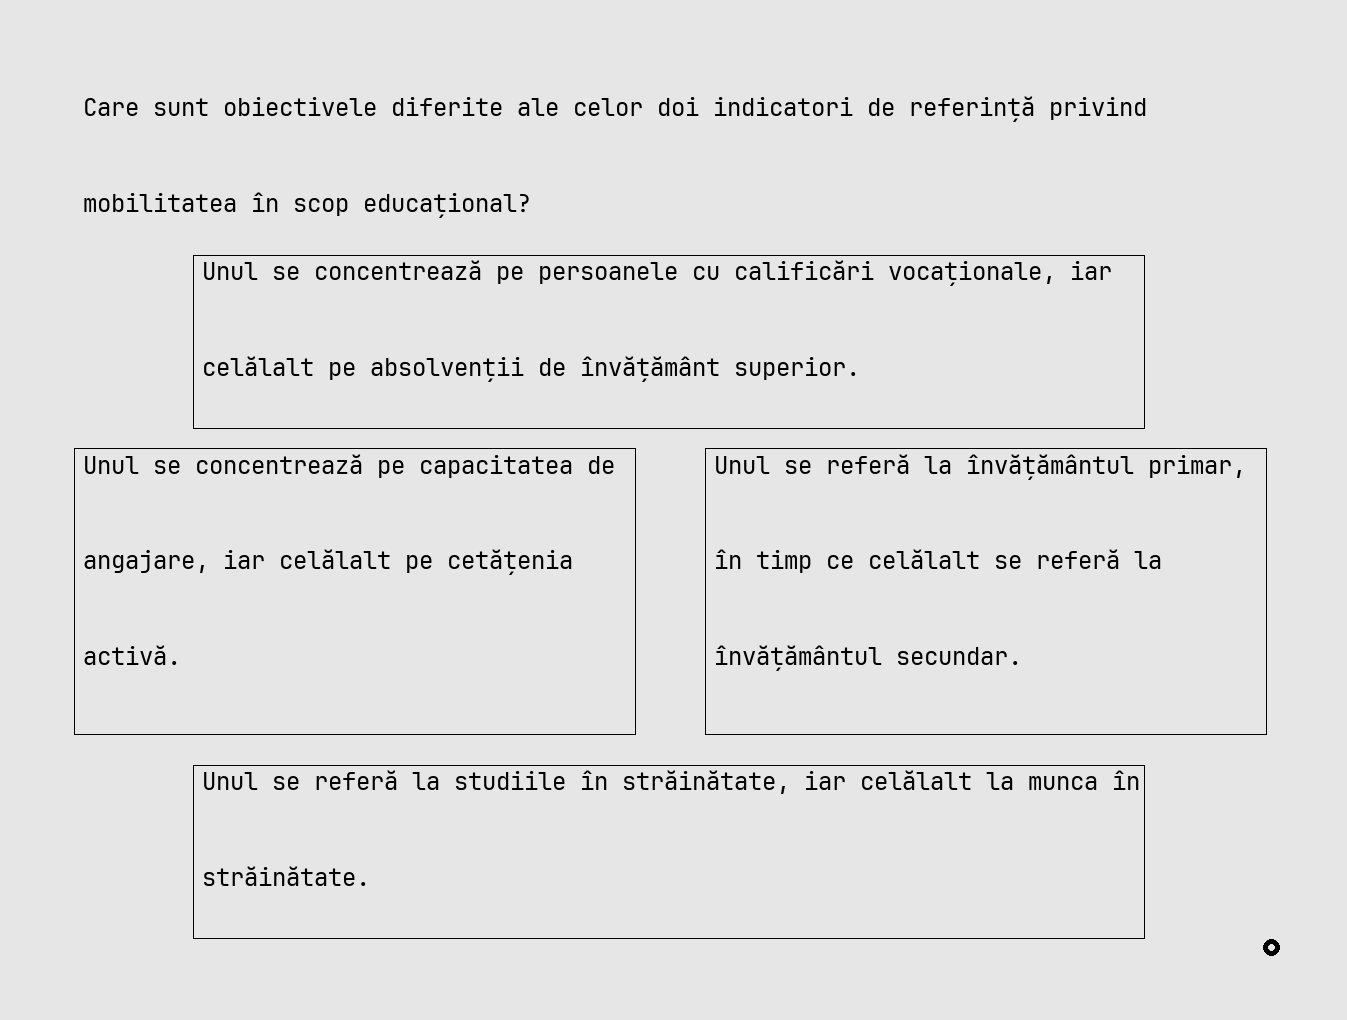 Care sunt obiectivele diferite ale celor doi indicatori de referință privind
mobilitatea în scop educațional?
Unul se concentrează pe persoanele cu calificări vocaționale, iar
celălalt pe absolvenții de învățământ superior.
Unul se concentrează pe capacitatea de
angajare, iar celălalt pe cetățenia
activă.
Unul se referă la învățământul primar,
în timp ce celălalt se referă la
învățământul secundar.
Unul se referă la studiile în străinătate, iar celălalt la munca în
străinătate.